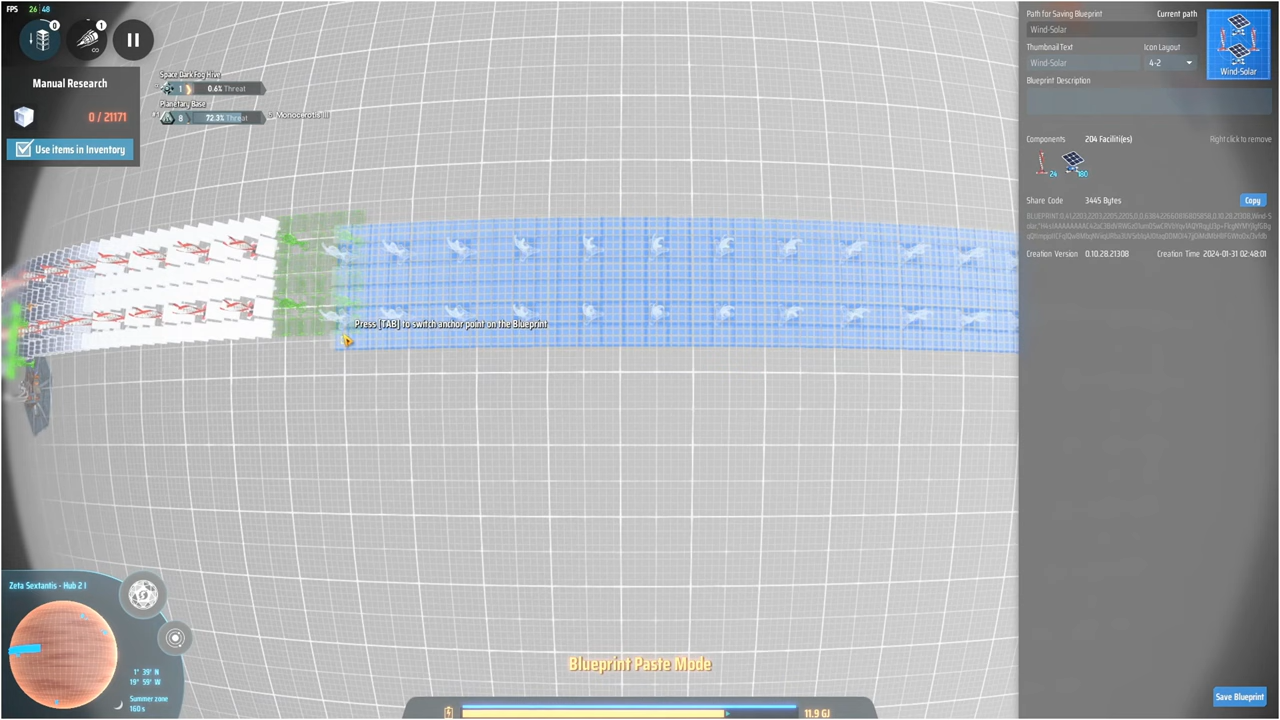 FPS 26 | 48
0
1
∞
Manual Research
0 / 21171
Use items in Inventory
Space Dark Fog Hive
1 0.6% Threat
Planetary Base
8 72.3% Threat
Monocerotis III
Press [TAB] to switch anchor point on the Blueprint
Path for Saving Blueprint Current path
Wind-Solar
Thumbnail Text Icon Layout
Wind-Solar 4-2
Wind-Solar
Blueprint Description
Components 204 Facilit(ies) Right click to remove
24 180
Share Code 3445 Bytes Copy
Creation Version 0.10.28.21308 Creation Time 2024-01-31 02:48:01
Zeta Sextantis - Hub 2 I
1° 39' N
19° 59' W
Summer zone
160 s
Blueprint Paste Mode
11.9 GJ
Save Blueprint